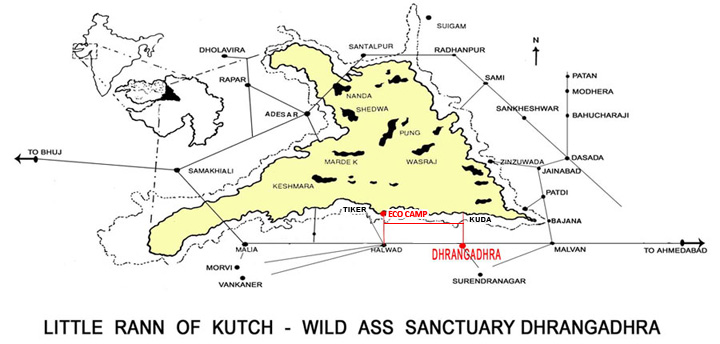 SUIGAM
SANTALPUR
RADHANPUR
N
DHOLAVIRA
RAPAR
SAMI
PATAN
MODHERA
NANDA
SANKHESHWAR
ADESAR
SHEDWA
BAHUCHARAJI
PUNG
TO BHUJ
MARDEK
WASRAJ
ZINZUWADA
DASADA
SAMAKHIALI
JAINABAD
KESHMARA
PATDI
TIKER
ECO CAMP
KUDA
BAJANA
MALIA
HALWAD
DHRANGADHRA
MALVAN
TO AHMEDABAD
MORVI
VANKANER
SURENDRANAGAR
LITTLE RANN OF KUTCH - WILD ASS SANCTUARY DHRANGADHRA